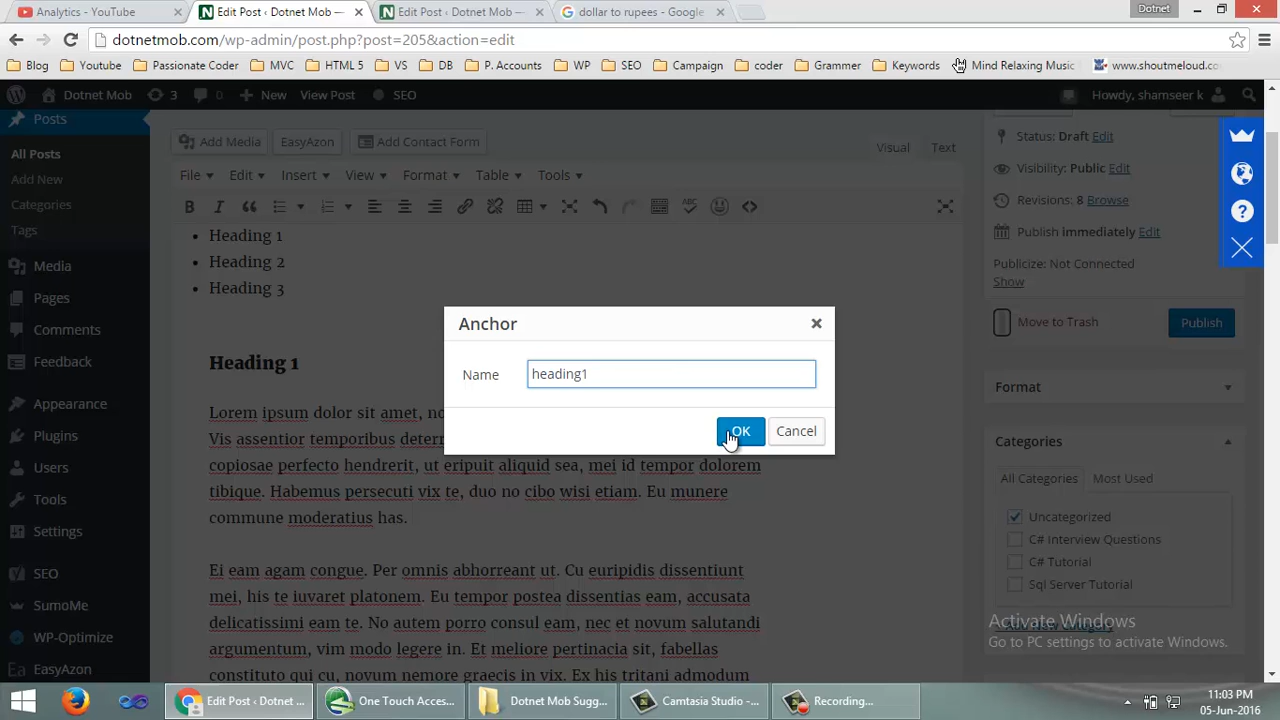 Analytics - YouTube
Edit Post ‹ Dotnet Mob —
Edit Post ‹ Dotnet Mob —
dollar to rupees - Google
Dotnet
dotnetmob.com/wp-admin/post.php?post=205&action=edit
Blog
Youtube
Passionate Coder
MVC
HTML 5
VS
DB
P. Accounts
WP
SEO
Campaign
coder
Grammer
Keywords
Mind Relaxing Music
www.shoutmeloud.co
Dotnet Mob
3
0
New
View Post
SEO
Howdy, shamseer k
Posts
All Posts
Add New
Categories
Tags
Media
Pages
Comments
Feedback
Appearance
Plugins
Users
Tools
Settings
SEO
SumoMe
WP-Optimize
EasyAzon
Add Media
EasyAzon
Add Contact Form
Visual
Text
File
Edit
Insert
View
Format
Table
Tools
Heading 1
Heading 2
Heading 3
Heading 1
Lorem ipsum dolor sit amet, no
Vis assentior temporibus deterr
copiosae perfecto hendrerit, ut eripuit aliquid sea, mei id tempor dolorem
tibique. Habemus persecuti vix te, duo no cibo wisi etiam. Eu munere
commune moderatius has.
Ei eam agam congue. Per omnis abhorreant ut. Cu euripidis dissentiunt
mei, his te iuvaret platonem. Eu tempor postea dissentias eam, accusata
delicatissimi eam te. No autem porro consul eam, nec et novum salutandi
argumentum, vim modo legere in. Et meliore pertinacia sit, fabellas
constituto qui cu, novum nemore graecis in vix. Ex his tritani admodum
Anchor
Name
heading1
OK
Cancel
Status: Draft Edit
Visibility: Public Edit
Revisions: 8 Browse
Publish immediately Edit
Publicize: Not Connected
Show
Move to Trash
Publish
Format
Categories
All Categories
Most Used
Uncategorized
C# Interview Questions
C# Tutorial
Sql Server Tutorial
Activate Windows
Go to PC settings to activate Windows.
Edit Post ‹ Dotnet ...
One Touch Acces...
Dotnet Mob Sugg...
Camtasia Studio -...
Recording...
11:03 PM
05-Jun-2016